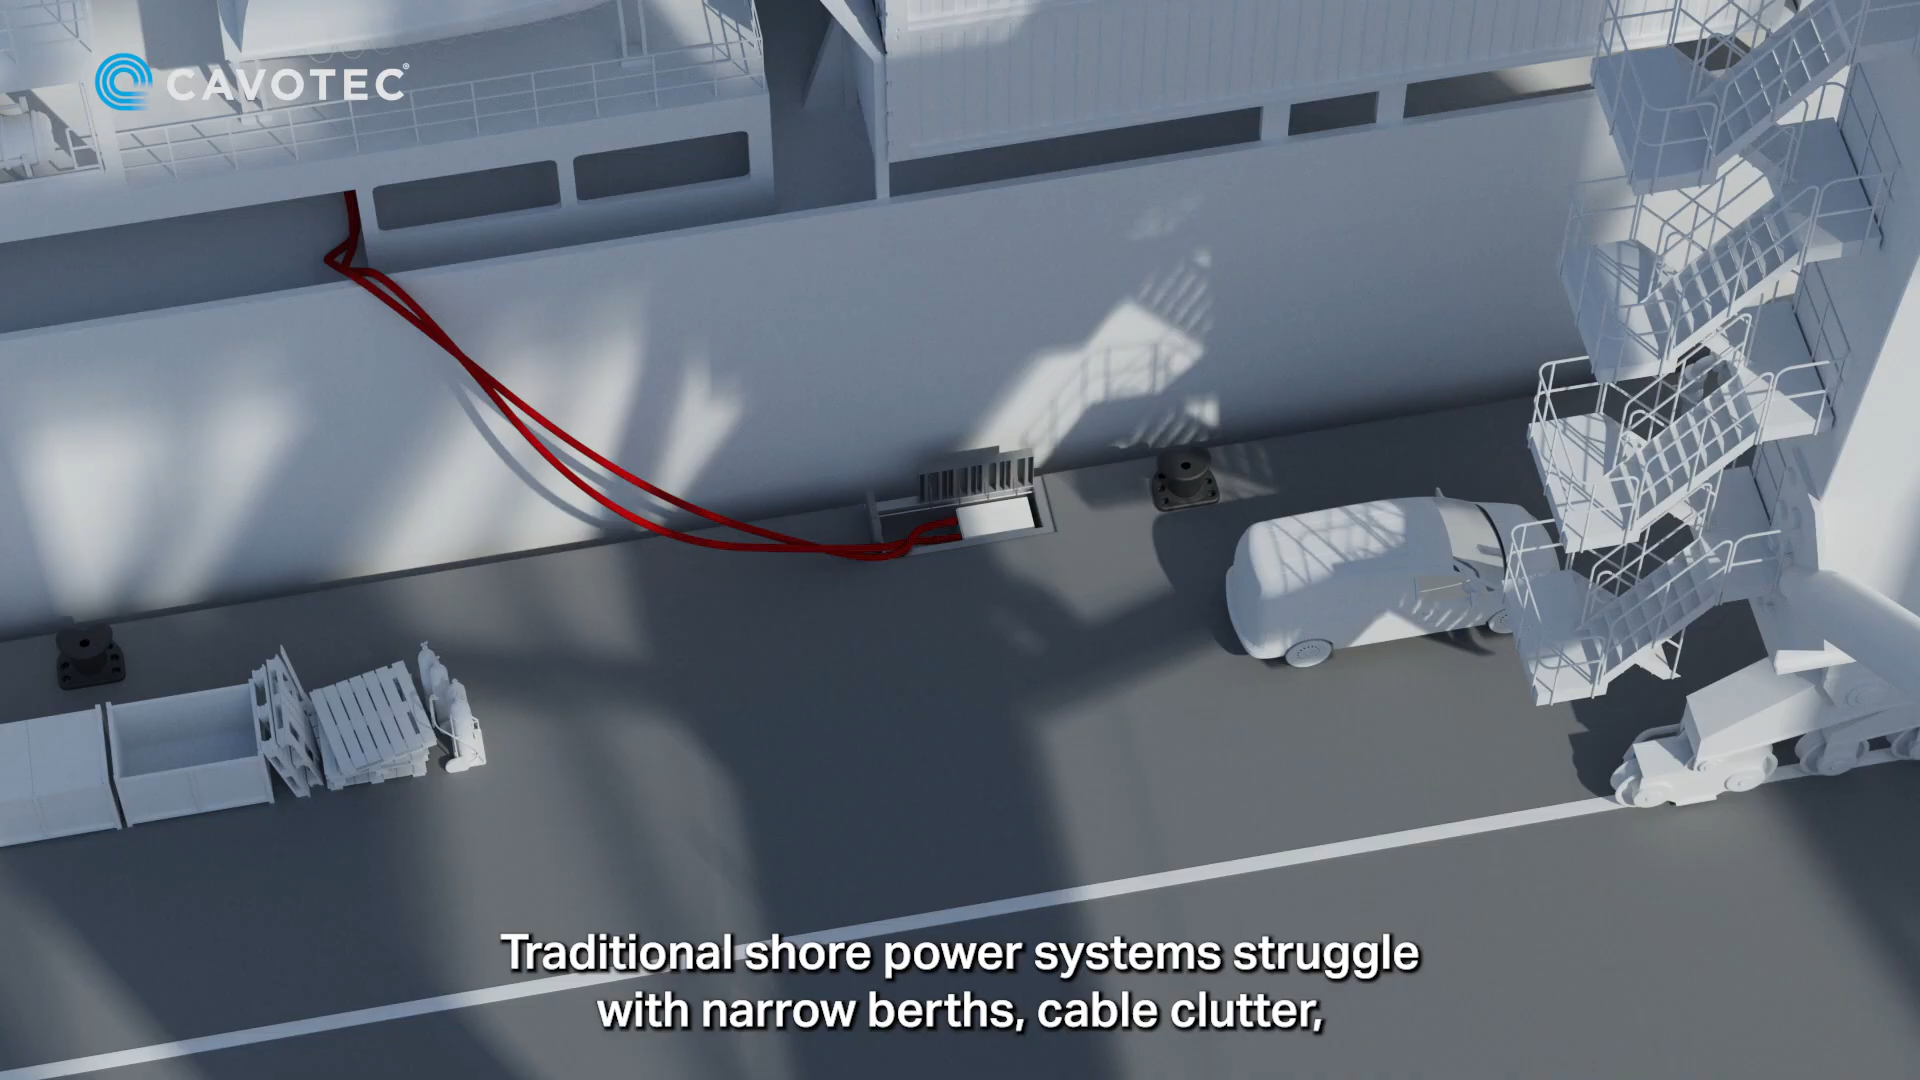 CAVOTEC®
Traditional shore power systems struggle
with narrow berths, cable clutter,